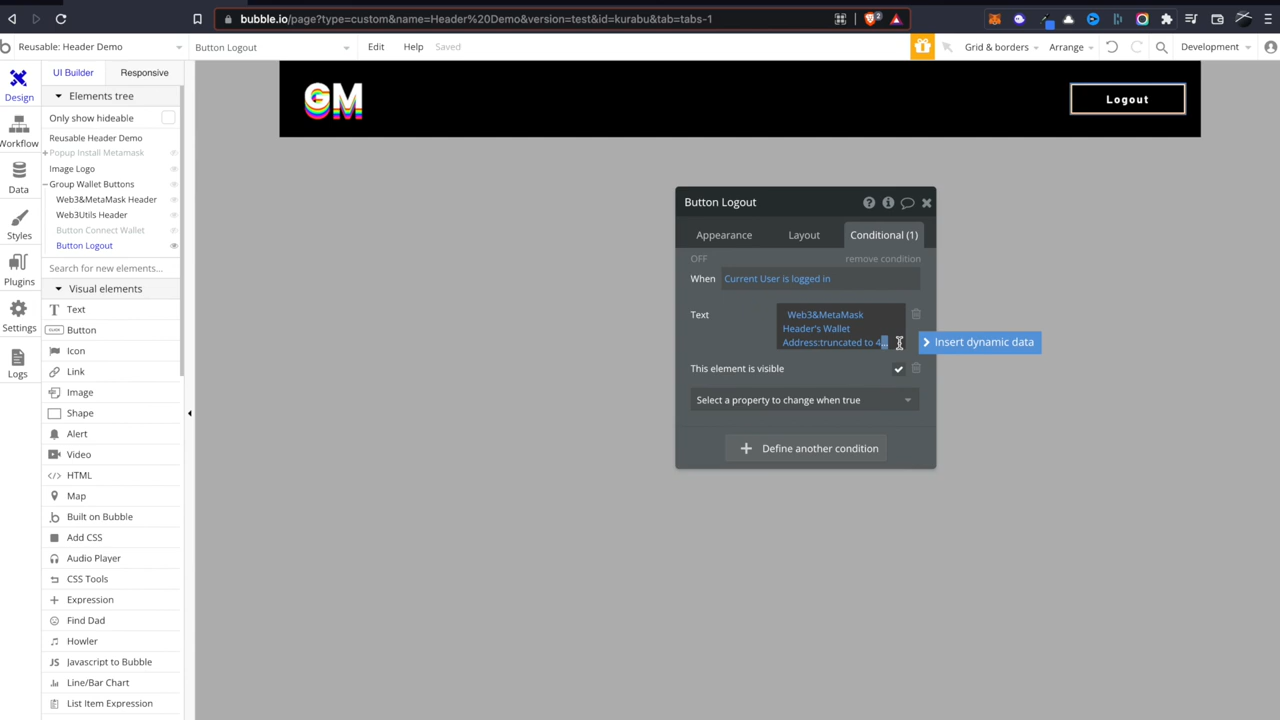 bubble.io/page?type=custom&name=Header%20Demo&version=test&id=kurabu&tab=tabs-1
2
b Reusable: Header Demo
Button Logout
Edit
Help
Saved
Grid & borders
Arrange
Development
Design
Workflow
Data
Styles
Plugins
Settings
Logs
UI Builder
Responsive
Elements tree
Only show hideable
Reusable Header Demo
Popup Install Metamask
Image Logo
Group Wallet Buttons
Web3&MetaMask Header
Web3Utils Header
Button Connect Wallet
Button Logout
Search for new elements...
Visual elements
T Text
CLICK Button
Icon
Link
Image
Shape
Alert
Video
</> HTML
Map
b Built on Bubble
Add CSS
Audio Player
CSS Tools
Expression
Find Dad
Howler
JS Javascript to Bubble
Line/Bar Chart
List Item Expression
GM
Logout
Button Logout
Appearance
Layout
Conditional (1)
OFF
remove condition
When
Current User is logged in
Text
Web3&MetaMask
Header's Wallet
Address:truncated to 4...
Insert dynamic data
This element is visible
Select a property to change when true
+ Define another condition